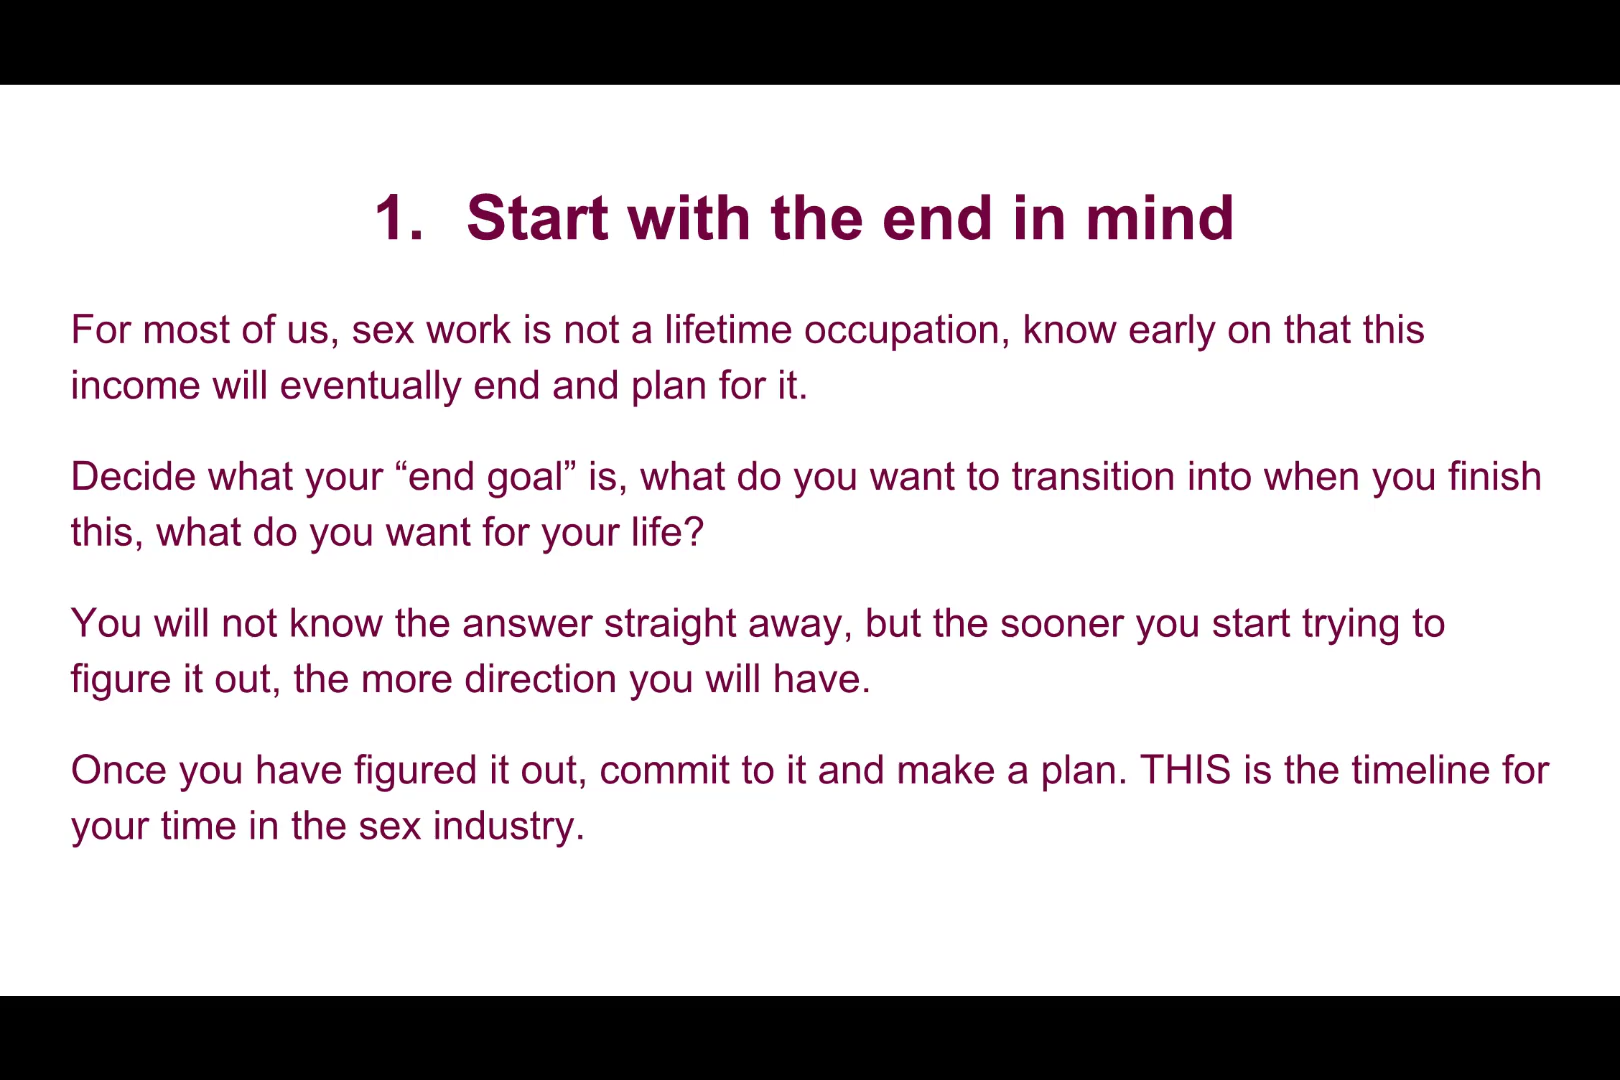 1. Start with the end in mind
For most of us, sex work is not a lifetime occupation, know early on that this
income will eventually end and plan for it.
Decide what your “end goal” is, what do you want to transition into when you finish
this, what do you want for your life?
You will not know the answer straight away, but the sooner you start trying to
figure it out, the more direction you will have.
Once you have figured it out, commit to it and make a plan. THIS is the timeline for
your time in the sex industry.